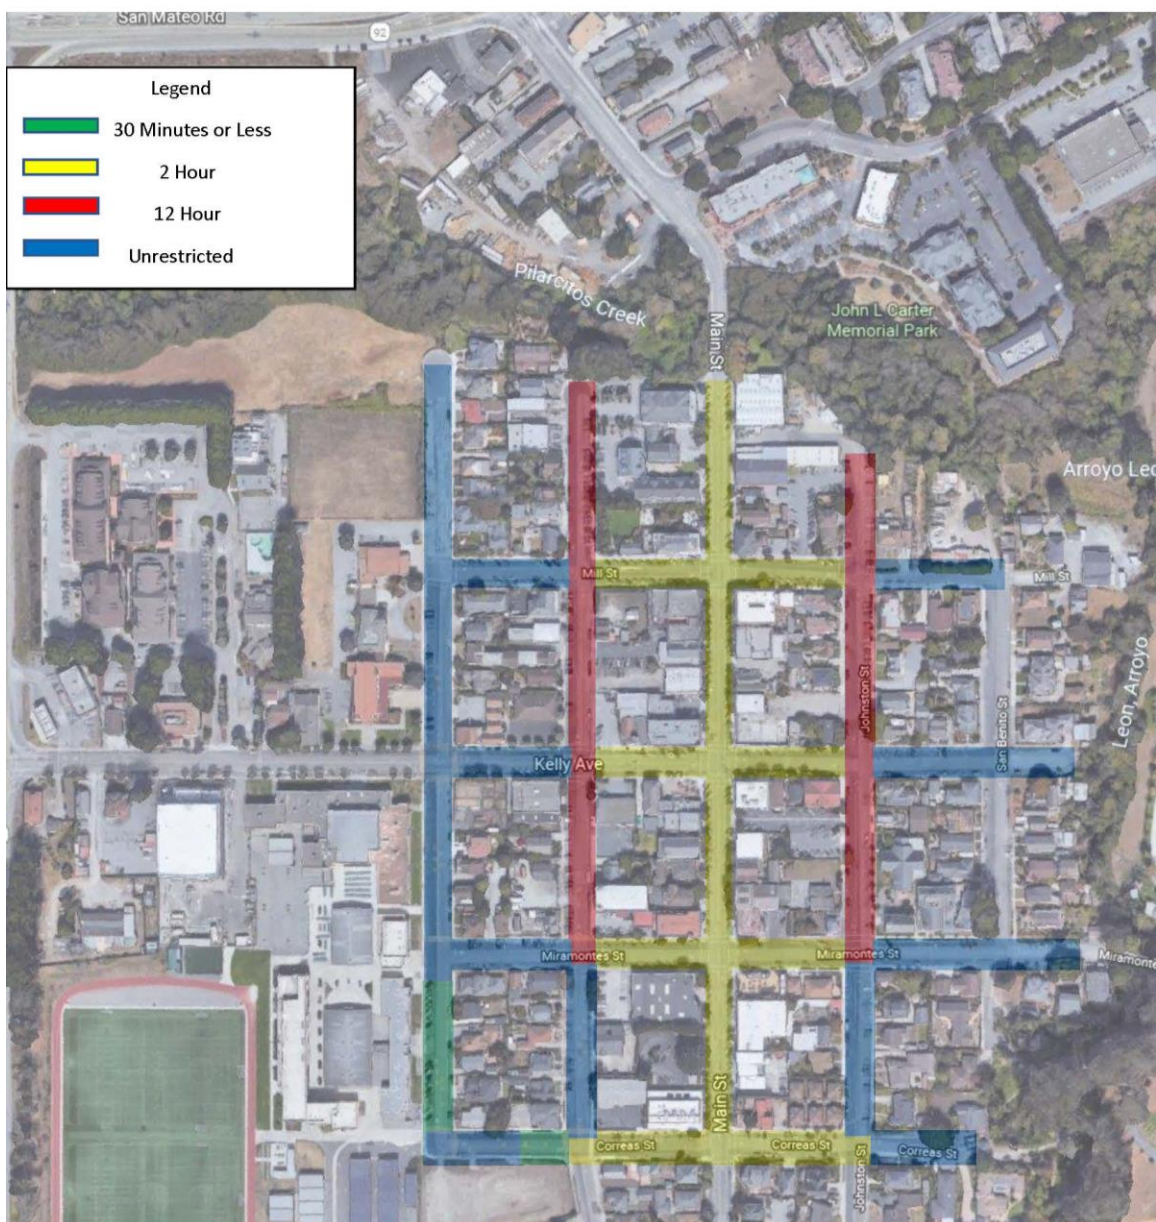 San Mateo Rd
92
Legend
30 Minutes or Less
2 Hour
12 Hour
Unrestricted
Pilarcitos Creek
Main St
John L Carter
Memorial Park
Arroyo Leo
Mill St
Mill St
Leon, Arroyo
Johnston St
San Benito St
Kelly Ave
Miramontes St
Miramontes St
Miramonte
Main St
Correas St
Correas St
Correas St
Johnston St